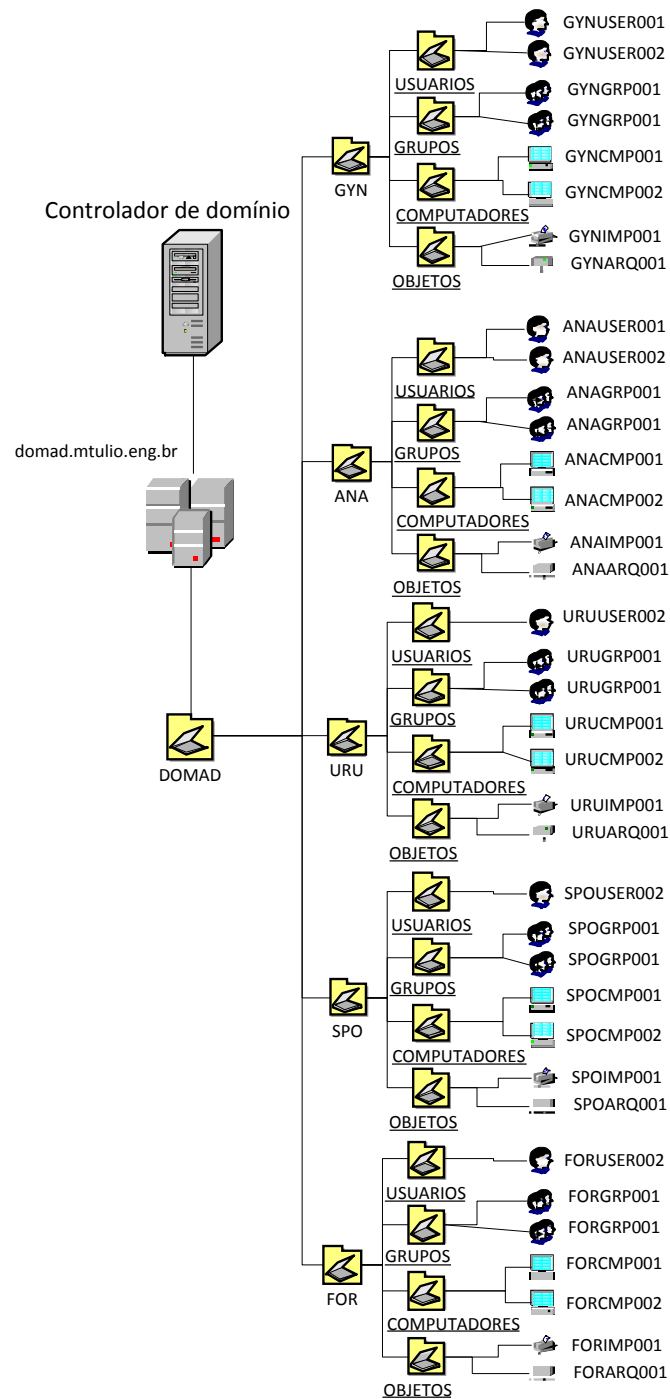 GYNUSER001
GYNUSER002
USUARIOS
GYNGRP001
GYNGRP001
GRUPOS
GYN
GYNCMP001
GYNCMP002
COMPUTADORES
GYNIMP001
GYNARQ001
OBJETOS
Controlador de domínio
domad.mtulio.eng.br
ANAUSER001
ANAUSER002
USUARIOS
ANAGRP001
ANAGRP001
GRUPOS
ANA
ANACMP001
ANACMP002
COMPUTADORES
ANAIMP001
ANAARQ001
OBJETOS
URUUSER002
USUARIOS
URUGRP001
URUGRP001
GRUPOS
DOMAD
URU
URUCMP001
URUCMP002
COMPUTADORES
URUIMP001
URUARQ001
OBJETOS
SPOUSER002
USUARIOS
SPOGRP001
SPOGRP001
GRUPOS
SPO
SPOCMP001
SPOCMP002
COMPUTADORES
SPOIMP001
SPOARQ001
OBJETOS
FORUSER002
USUARIOS
FORGRP001
FORGRP001
GRUPOS
FOR
FORCMP001
FORCMP002
COMPUTADORES
FORIMP001
FORARQ001
OBJETOS